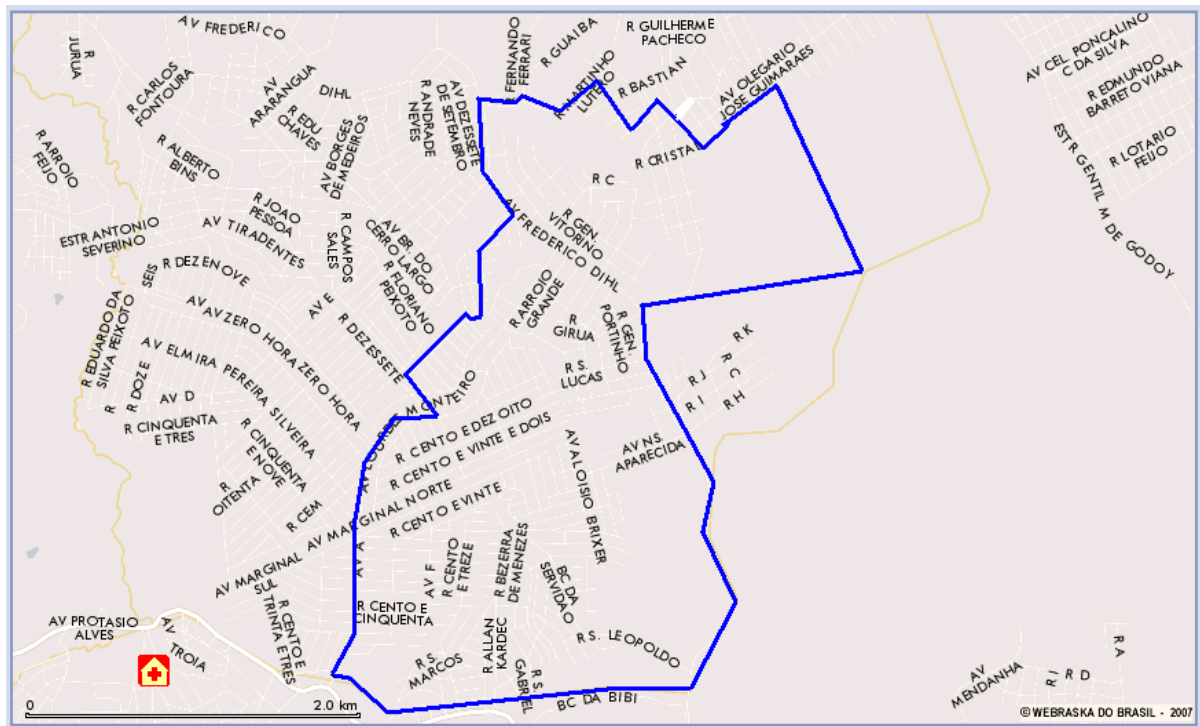 AV FREDERICO
R
JURUA
R CARLOS
FONTOURA
AV
ARARANGUA
DIHL
R EDU
CHAVES
AV BORGES
DE MEDEIROS
R ANDRADE
NEVES
AV DEZESSETE
DE SETEMBRO
R FERNANDO
FERRARI
R GUAIBA
R GUILHERME
PACHECO
R MARTINHO
LUTERO
R BASTIAN
AV OLEGARIO
JOSE GUIMARAES
AV CEL PONCALINO
C DA SILVA
R EDMUNDO
BARRETO VIANA
R LOTARIO
FEIJO
ESTR GENTIL M DE GODOY
R ARROIO
FEIJO
R ALBERTO
BINS
R JOAO
PESSOA
R CAMPOS
SALES
AV BR DO
CERRO LARGO
R FLORIANO
PEIXOTO
R CRISTAL
R C
R GEN.
VITORINO
AV FREDERICO DIHL
ESTR ANTONIO
SEVERINO
AV TIRADENTES
SEIS
R DEZENOVE
AV E
R DEZESSETE
R ARROIO
GRANDE
R
GIRUA
R GEN.
PORTINHO
R S.
LUCAS
R K
R C
R J
R I
R H
R EDUARDO DA
SILVA PEIXOTO
R DOZE
R
AV AV ZERO HORA ZERO HORA
AV ELMIRA PEREIRA SILVEIRA
AV D
R CINQUENTA
E TRES
R CINQUENTA
E NOVE
R
OITENTA
R CEM
AV LOURDES MONTEIRO
R CENTO E DEZ OITO
R CENTO E VINTE E DOIS
AV MARGINAL NORTE
R CENTO E VINTE
AV ALOISIO BRIXER
AV NS.
APARECIDA
AV MARGINAL
SUL
AV A
AV F
R CENTO
E TREZE
R BEZERRA
DE MENEZES
BC DA
SERVIDAO
R CENTO E
TRINTA E TRES
R CENTO E
CINQUENTA
R S.
MARCOS
R ALLAN
KARDEC
R S.
GABRIEL
R S. LEOPOLDO
BC DA BIBI
AV PROTASIO
ALVES
AV
TROIA
AV
MENDANHA
R I
R D
R A
0
2.0 km
© WEBRASKA DO BRASIL - 2007